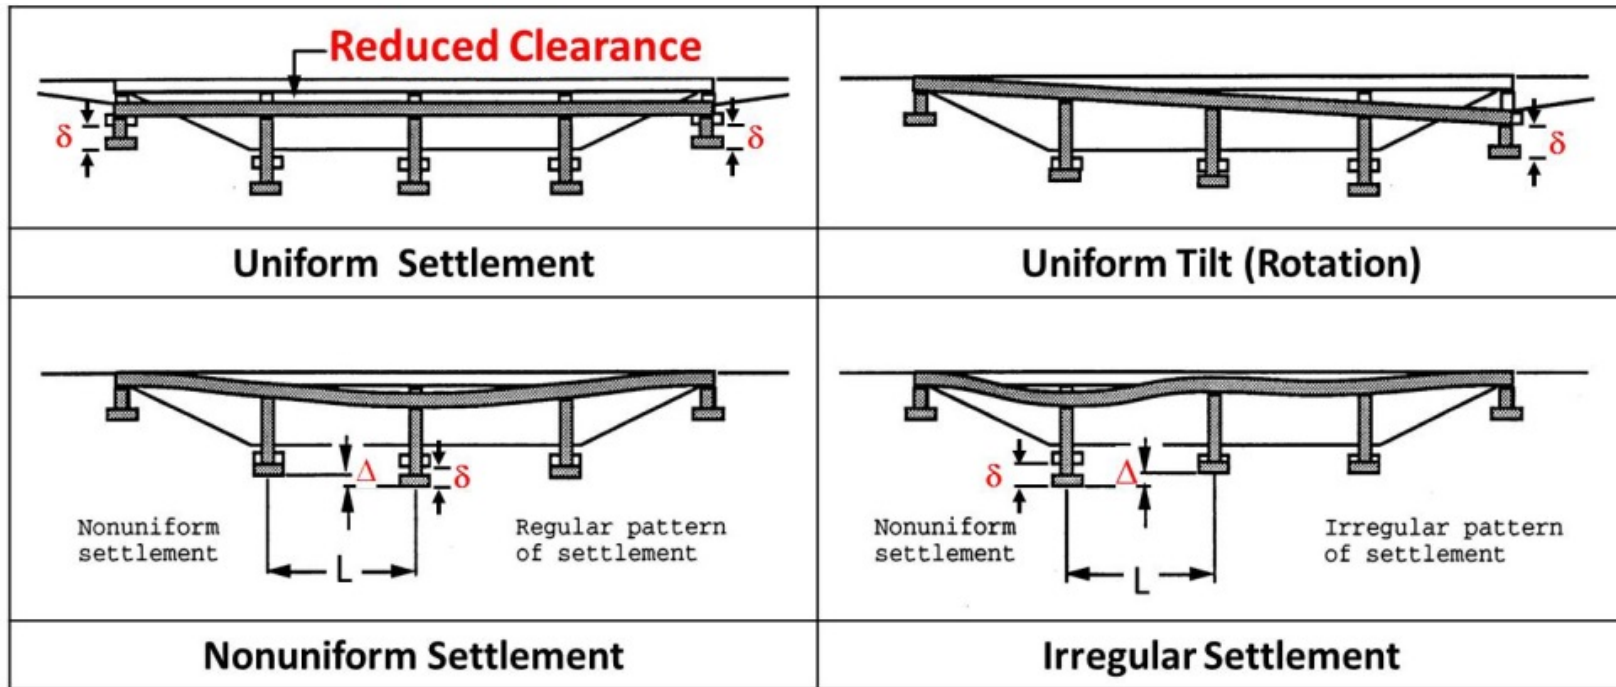 Reduced Clearance
δ
δ
δ
Uniform Settlement
Uniform Tilt (Rotation)
Δ
δ
Nonuniform
settlement
Regular pattern
of settlement
L
δ
Δ
Nonuniform
settlement
Irregular pattern
of settlement
L
Nonuniform Settlement
Irregular Settlement